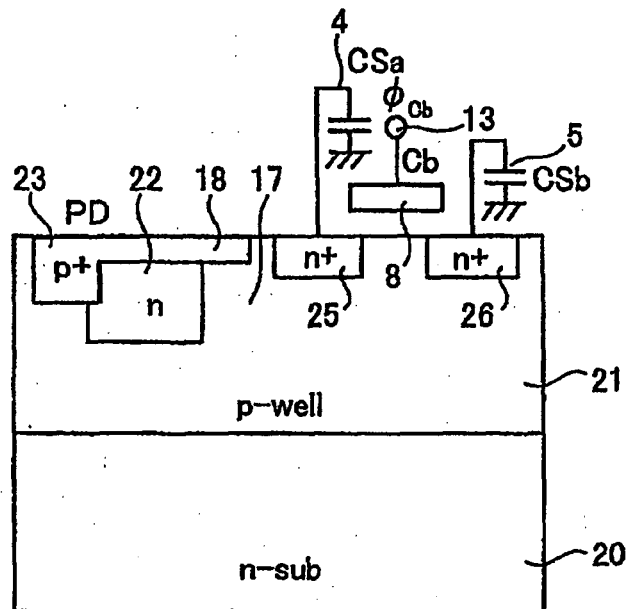 4
CSa
φCb
13
Cb
5
CSb
23
PD
22
18
17
p+
n
n+
25
8
n+
26
p-well
21
n-sub
20